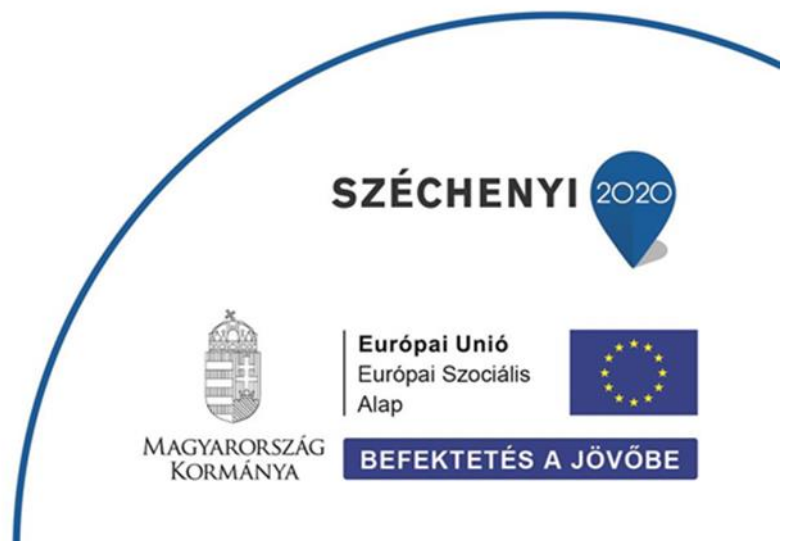 SZÉCHENYI 2020
Európai Unió
Európai Szociális
Alap
MAGYARORSZÁG
KORMÁNYA
BEFEKTETÉS A JÖVŐBE